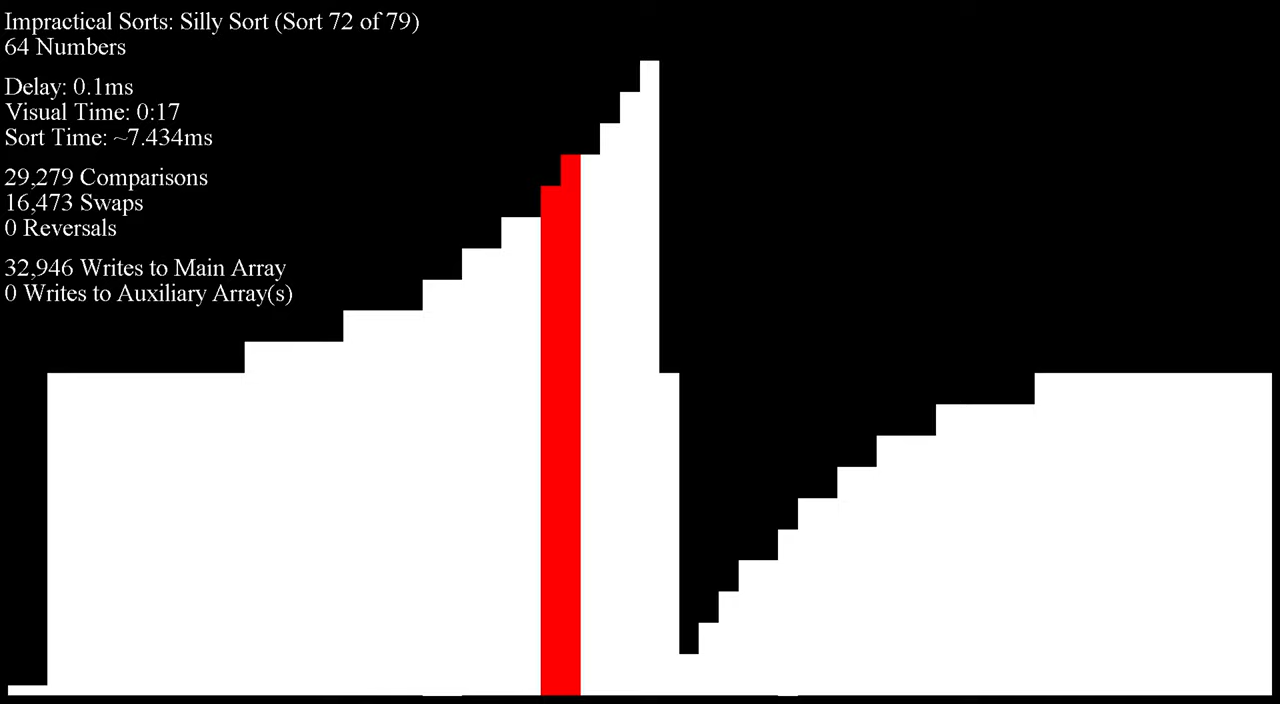 Impractical Sorts: Silly Sort (Sort 72 of 79)
64 Numbers
Delay: 0.1ms
Visual Time: 0:17
Sort Time: ~7.434ms
29,279 Comparisons
16,473 Swaps
0 Reversals
32,946 Writes to Main Array
0 Writes to Auxiliary Array(s)